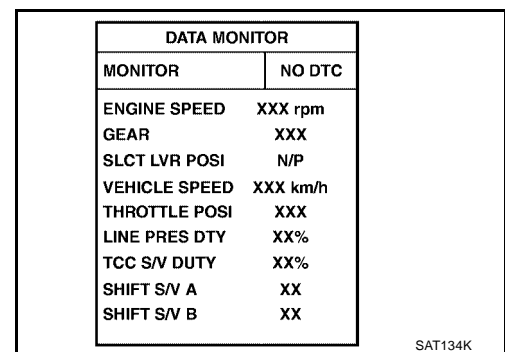 DATA MONITOR
MONITOR NO DTC
ENGINE SPEED XXX rpm
GEAR XXX
SLCT LVR POSI N/P
VEHICLE SPEED XXX km/h
THROTTLE POSI XXX
LINE PRES DTY XX%
TCC S/V DUTY XX%
SHIFT S/V A XX
SHIFT S/V B XX
SAT134K